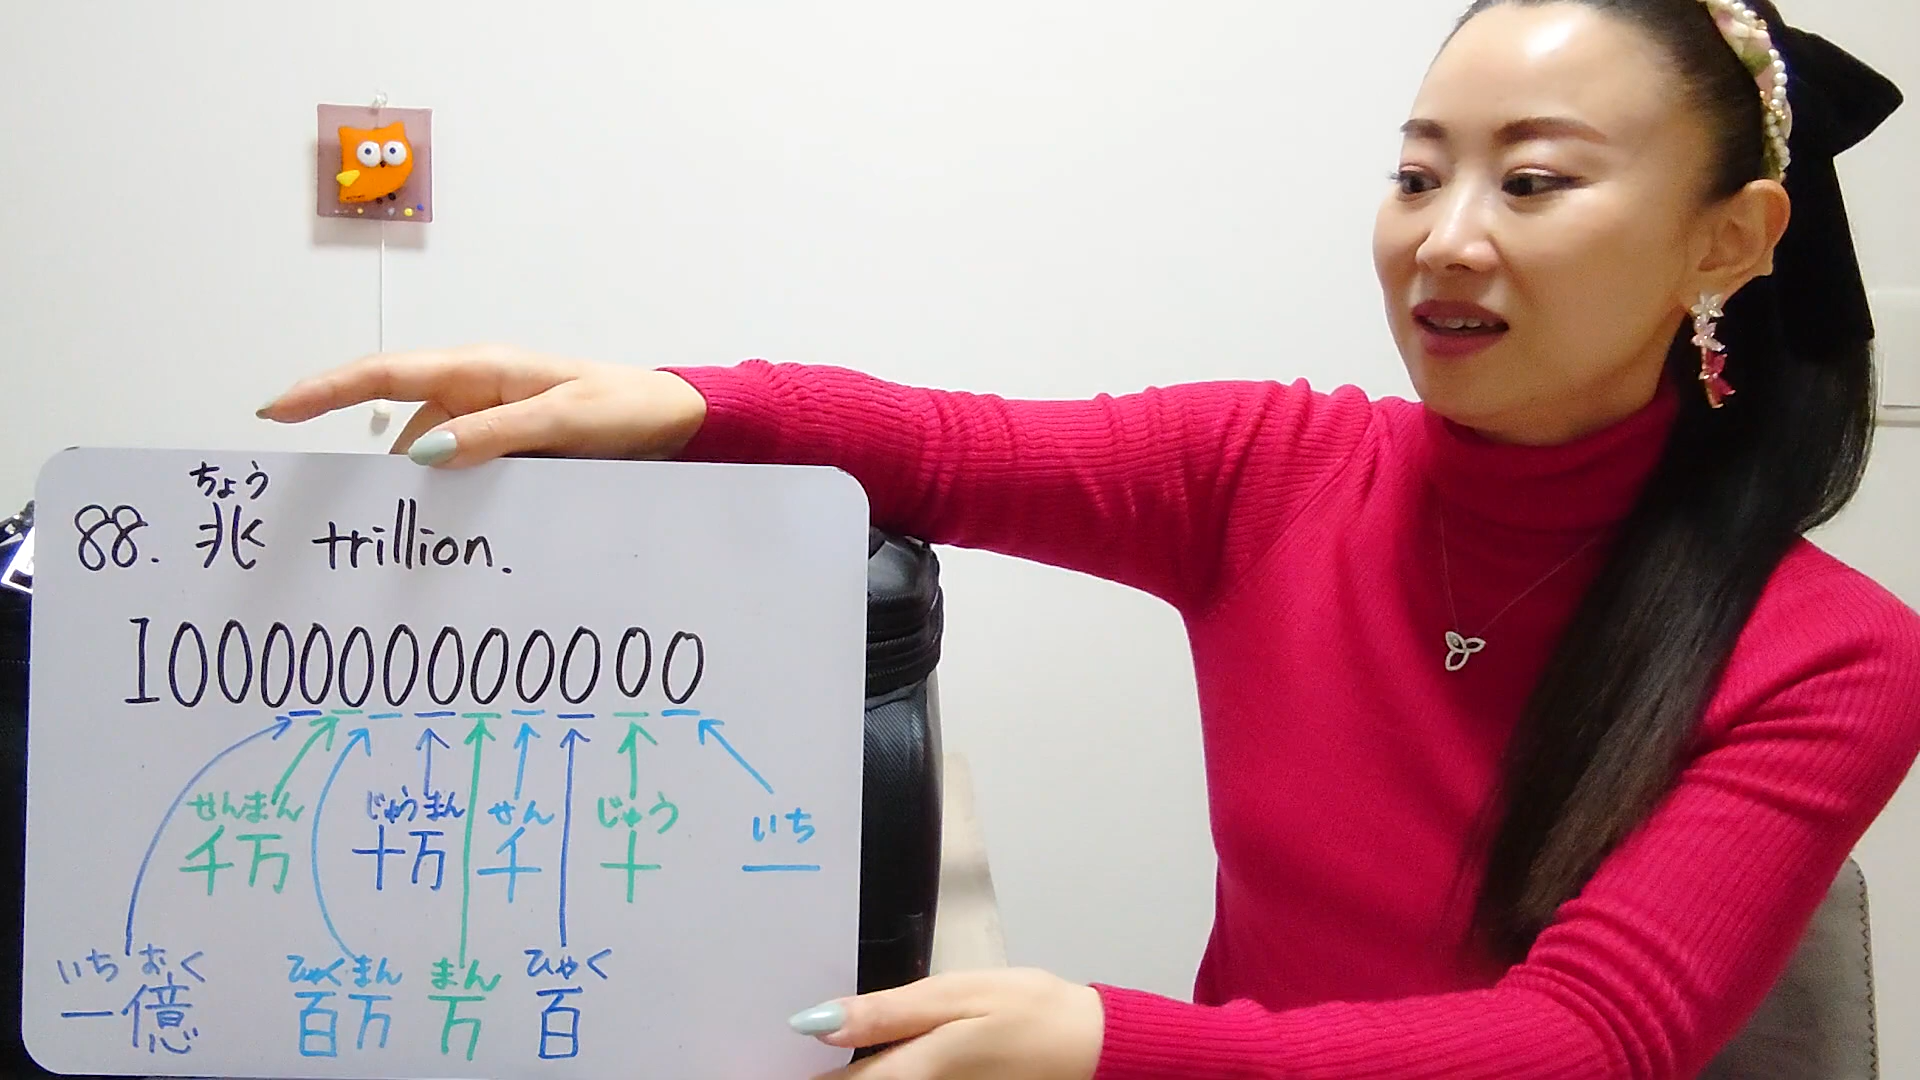 ちょう
88. 兆 trillion.
1000000000000
せんまん じゅうまん せん じゅう いち
千万 十万 千 十 一
いちおく ひゃくまん まん ひゃく
一億 百万 万 百